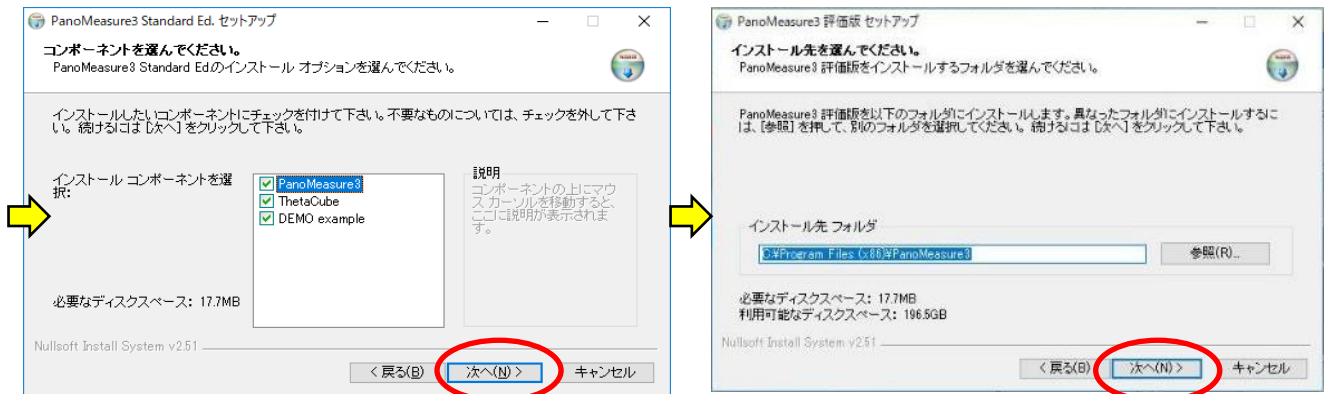 PanoMeasure3 Standard Ed. セットアップ
コンポーネントを選んでください。
PanoMeasure3 Standard Ed.のインストール オプションを選んでください。
インストールしたいコンポーネントにチェックを付けて下さい。不要なものについては、チェックを外して下さ
い。続けるには [次へ] をクリックして下さい。
インストール コンポーネントを選
択:
PanoMeasure3
ThetaCube
DEMO example
説明
コンポーネントの上にマウ
ス カーソルを移動すると、
ここに説明が表示されま
す。
必要なディスクスペース: 17.7MB
Nullsoft Install System v2.51
< 戻る(B)
次へ(N) >
キャンセル
PanoMeasure3 評価版 セットアップ
インストール先を選んでください。
PanoMeasure3 評価版をインストールするフォルダを選んでください。
PanoMeasure3 評価版を以下のフォルダにインストールします。異なったフォルダにインストールするに
は、[参照] を押して、別のフォルダを選択してください。続けるには [次へ] をクリックして下さい。
インストール先 フォルダ
C:¥Program Files (x86)¥PanoMeasure3
参照(R)...
必要なディスクスペース: 17.7MB
利用可能なディスクスペース: 196.5GB
Nullsoft Install System v2.51
< 戻る(B)
次へ(N) >
キャンセル